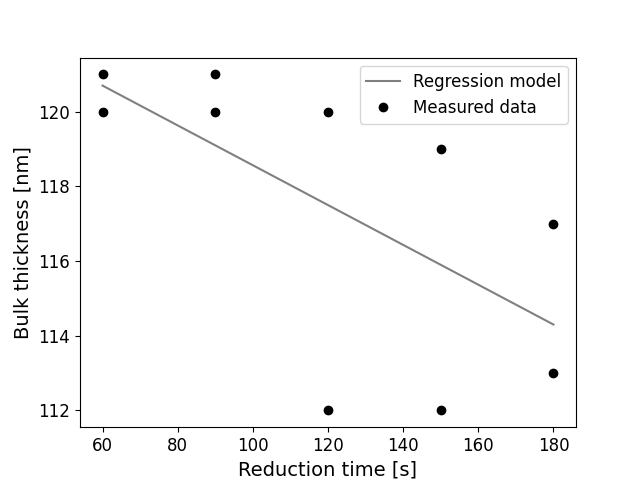 Regression model
Measured data
120
118
116
114
112
Bulk thickness [nm]
60 80 100 120 140 160 180
Reduction time [s]